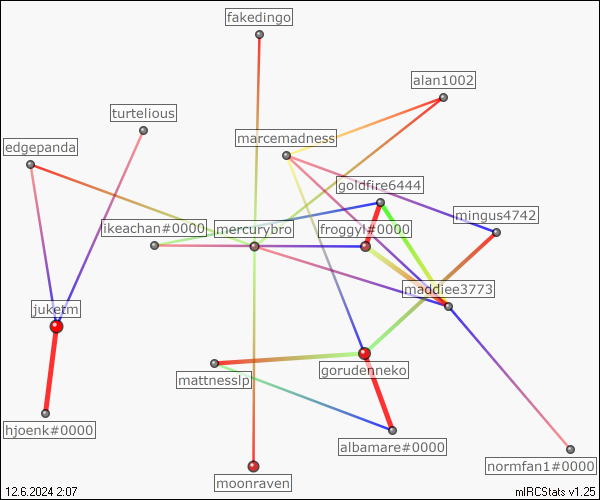 fakedingo
alan1002
turtelious
marcemadness
edgepanda
goldfire6444
mingus4742
ikeachan#0000
mercurybro
froggyl#0000
maddiee3773
juketm
gorudenneko
mattnesslp
hjoenk#0000
albamare#0000
normfan1#0000
moonraven
12.6.2024 2:07
mIRCStats v1.25